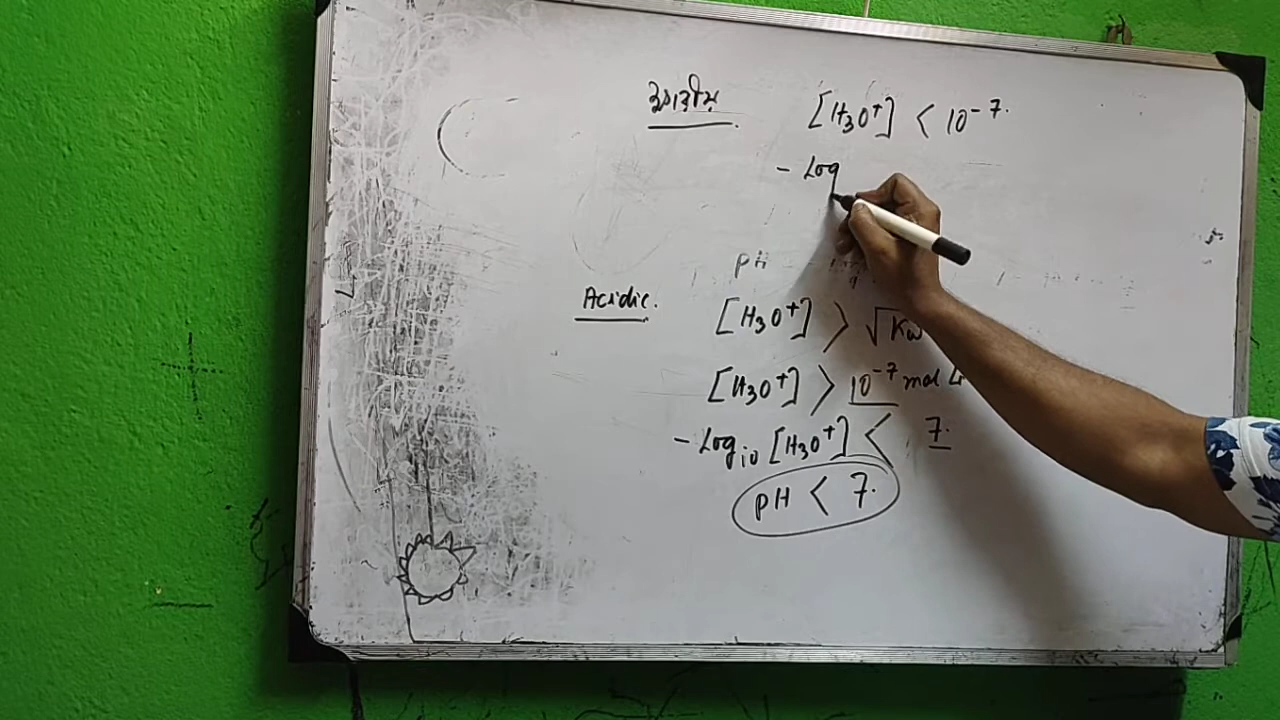 ক্ষারীয় [H₃O⁺] < 10⁻⁷.
- Log
PH
Acidic. [H₃O⁺] > √Kw
[H₃O⁺] > 10⁻⁷ mol L
- Log₁₀ [H₃O⁺] < 7.
PH < 7.